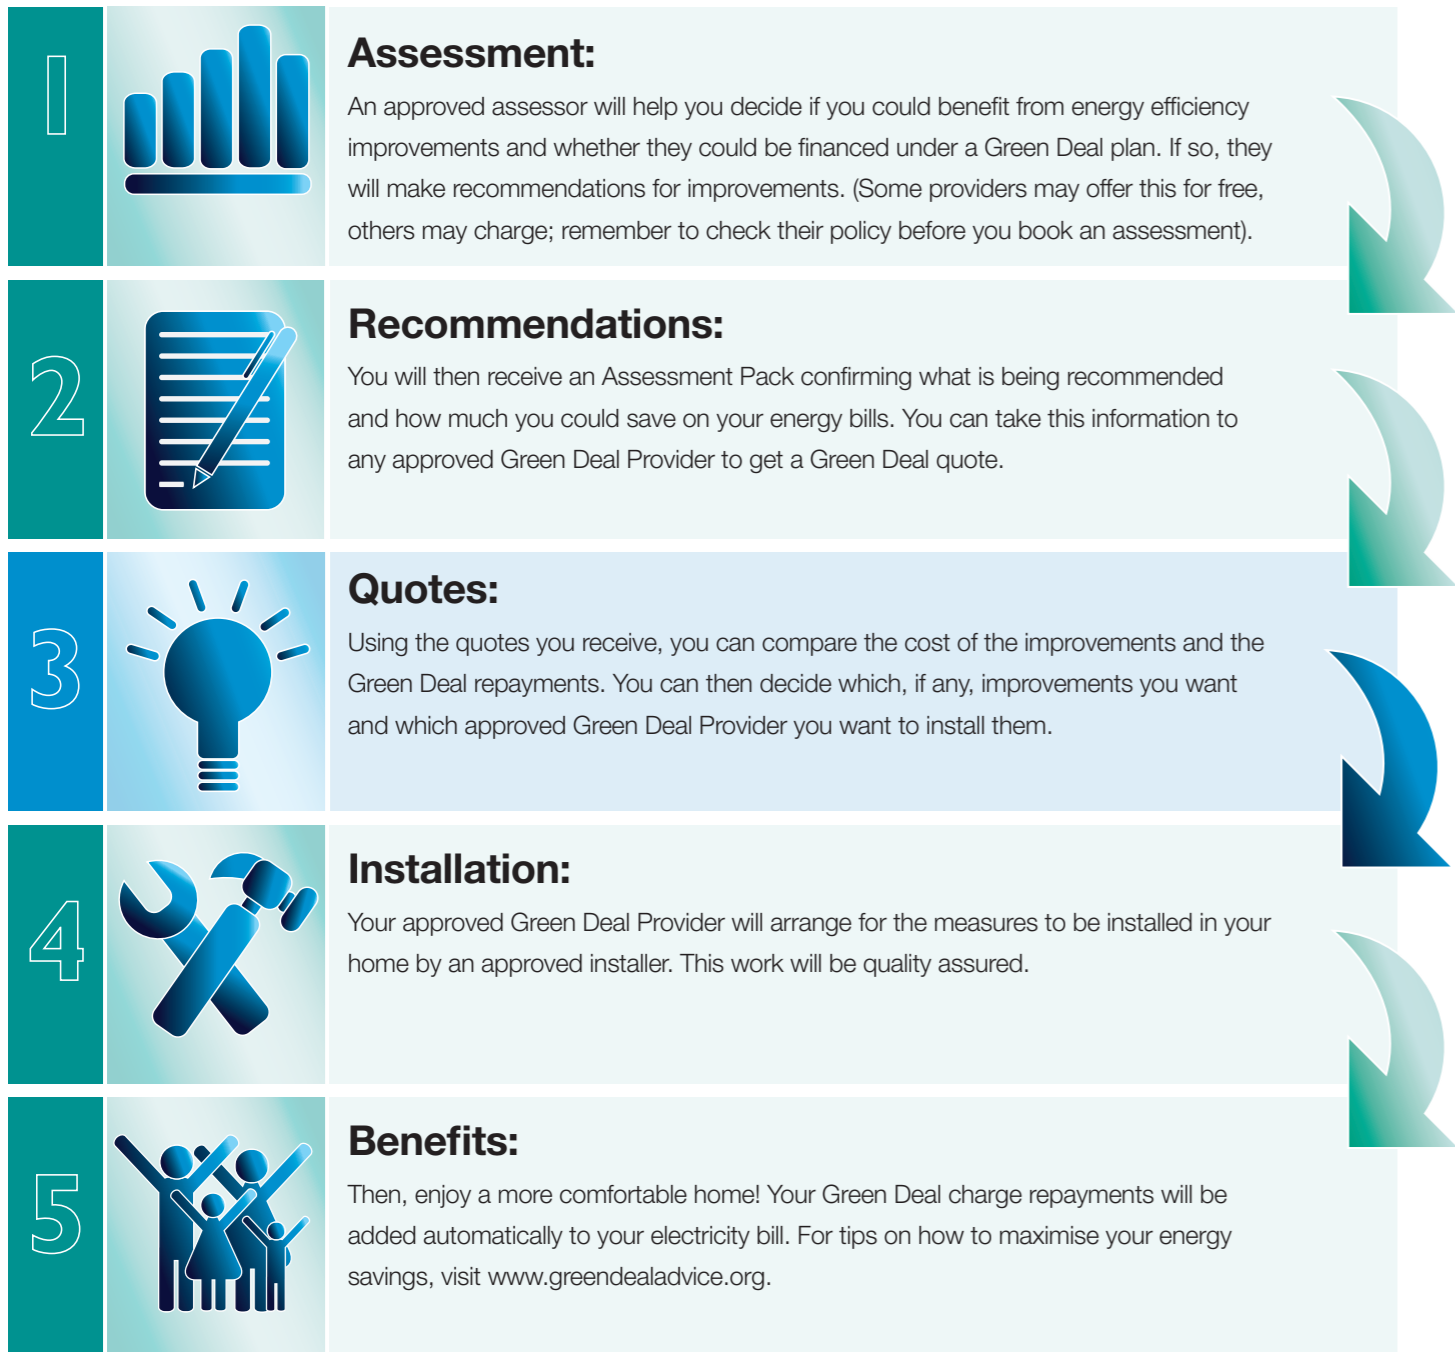 1
Assessment:
An approved assessor will help you decide if you could benefit from energy efficiency
improvements and whether they could be financed under a Green Deal plan. If so, they
will make recommendations for improvements. (Some providers may offer this for free,
others may charge; remember to check their policy before you book an assessment).
2
Recommendations:
You will then receive an Assessment Pack confirming what is being recommended
and how much you could save on your energy bills. You can take this information to
any approved Green Deal Provider to get a Green Deal quote.
3
Quotes:
Using the quotes you receive, you can compare the cost of the improvements and the
Green Deal repayments. You can then decide which, if any, improvements you want
and which approved Green Deal Provider you want to install them.
4
Installation:
Your approved Green Deal Provider will arrange for the measures to be installed in your
home by an approved installer. This work will be quality assured.
5
Benefits:
Then, enjoy a more comfortable home! Your Green Deal charge repayments will be
added automatically to your electricity bill. For tips on how to maximise your energy
savings, visit www.greendealadvice.org.